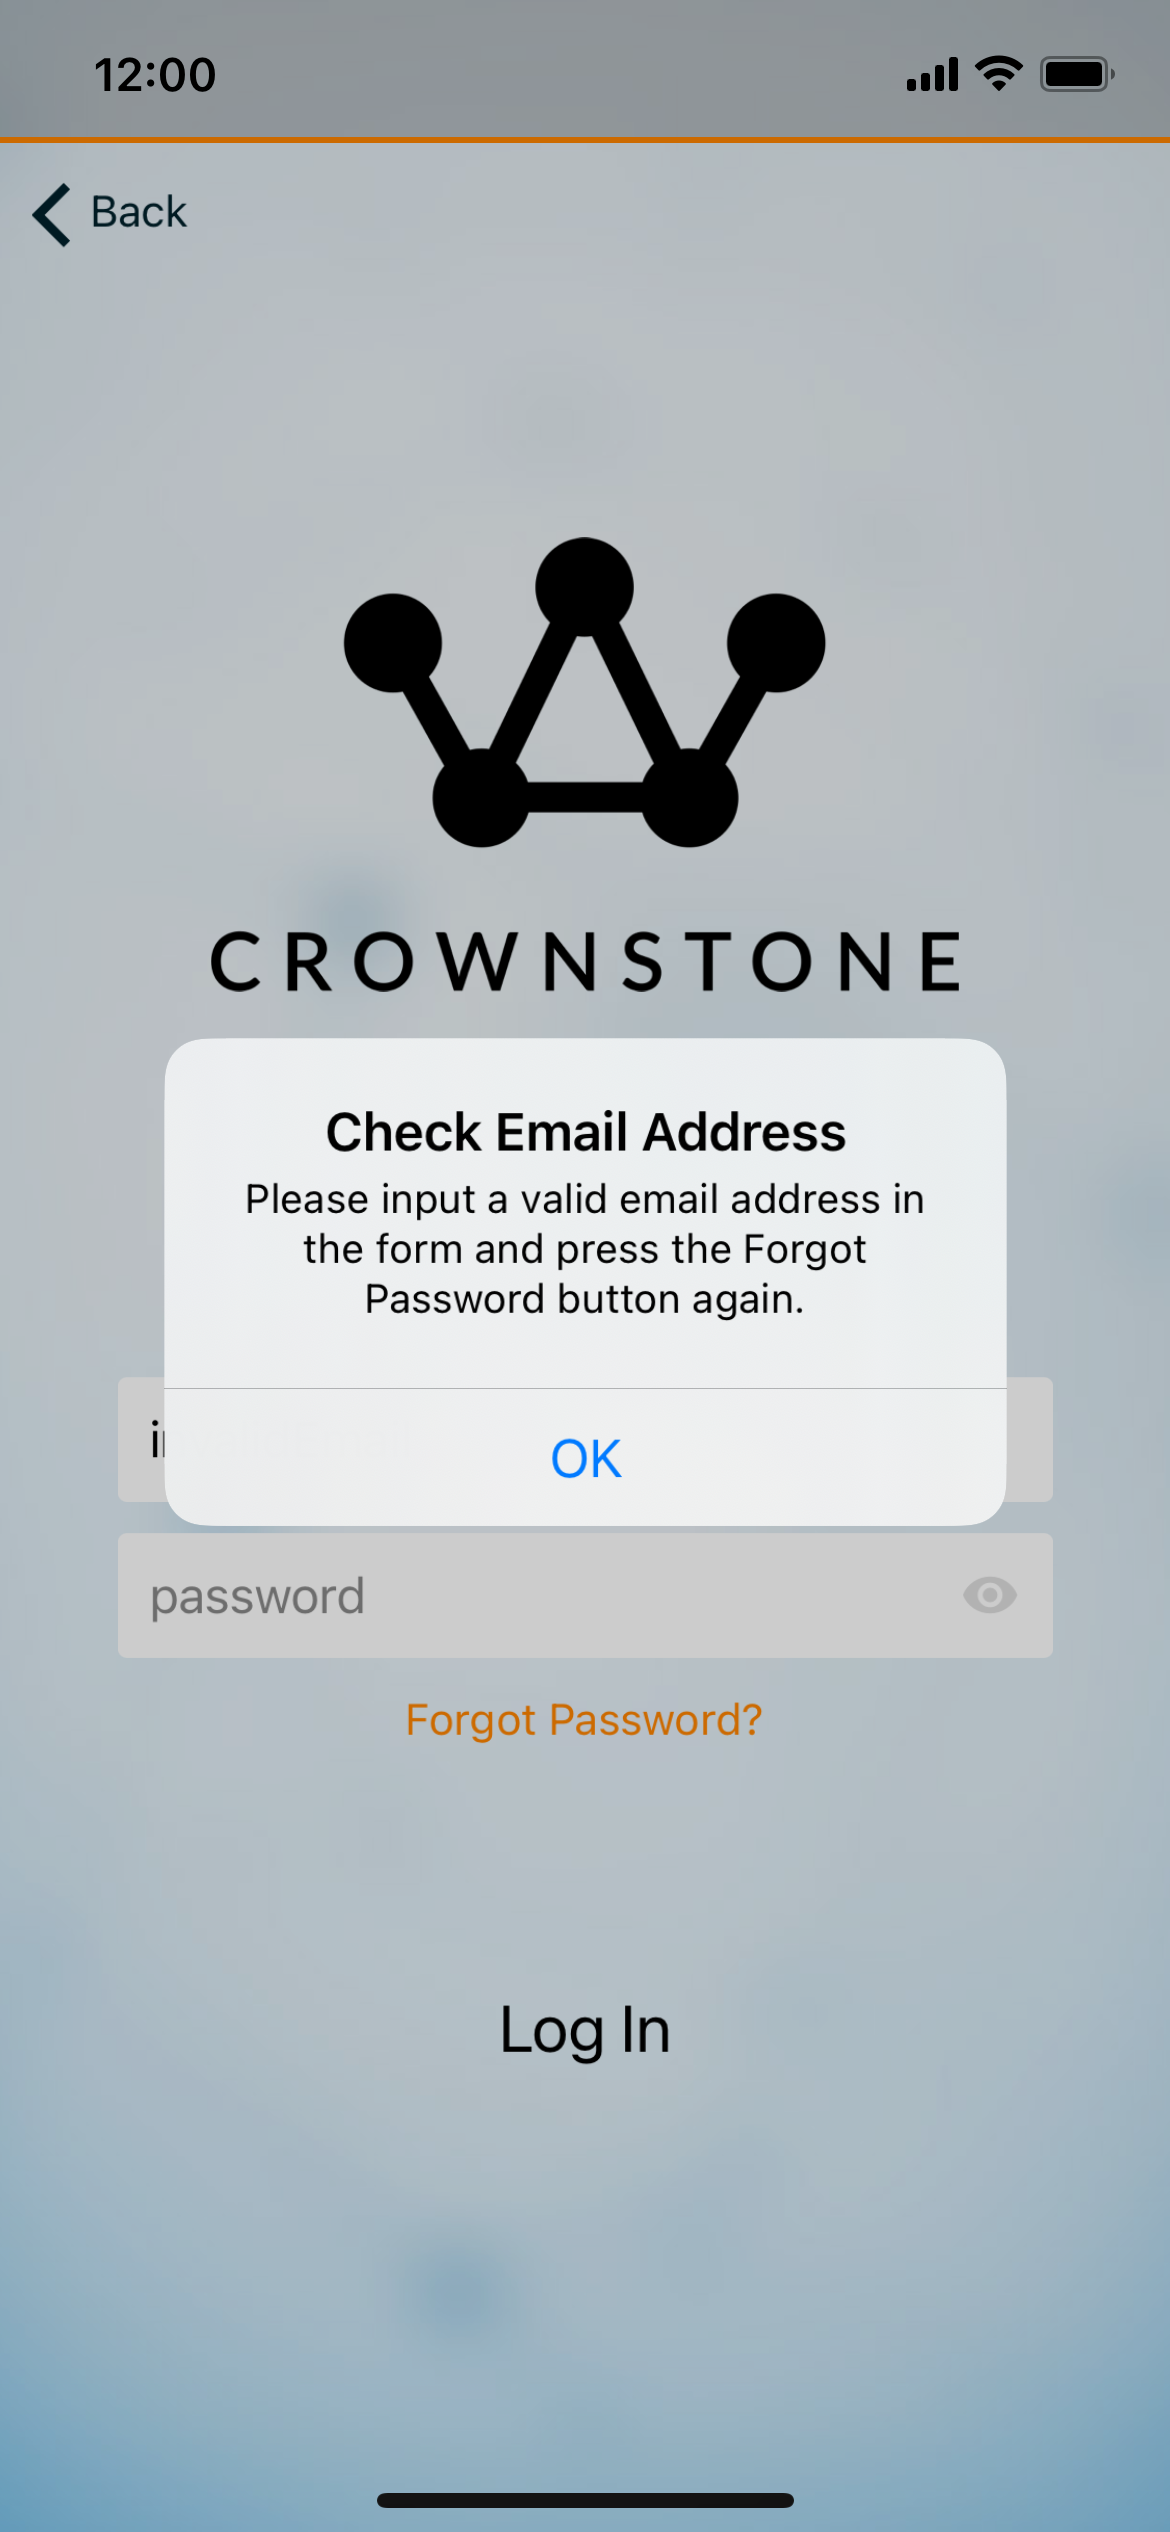 12:00
Back
CROWNSTONE
Check Email Address
Please input a valid email address in
the form and press the Forgot
Password button again.
OK
password
Forgot Password?
Log In